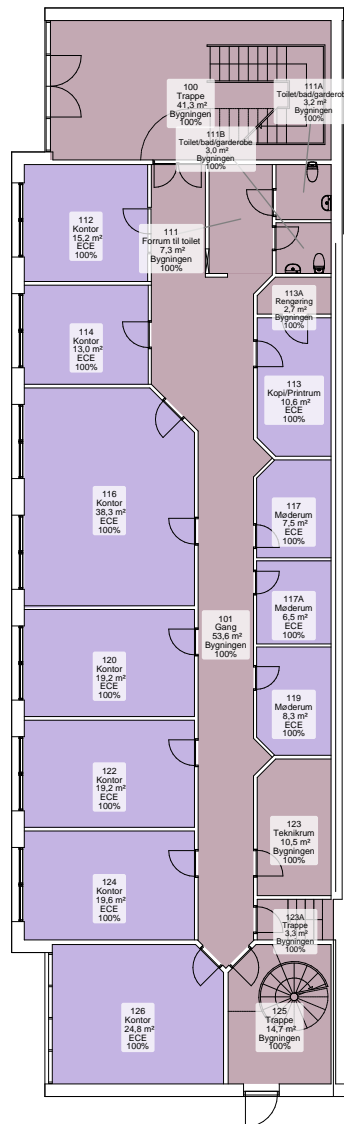 100
Trappe
41,3 m²
Bygningen
100%
111A
Toilet/bad/garderobe
3,2 m²
Bygningen
100%
111B
Toilet/bad/garderobe
3,0 m²
Bygningen
100%
112
Kontor
15,2 m²
ECE
100%
111
Forrum til toilet
7,3 m²
Bygningen
100%
113A
Rengøring
2,7 m²
Bygningen
100%
114
Kontor
13,0 m²
ECE
100%
113
Kopi/Printrum
10,6 m²
ECE
100%
116
Kontor
38,3 m²
ECE
100%
117
Møderum
7,5 m²
ECE
100%
117A
Møderum
6,5 m²
ECE
100%
101
Gang
53,6 m²
Bygningen
100%
120
Kontor
19,2 m²
ECE
100%
119
Møderum
8,3 m²
ECE
100%
122
Kontor
19,2 m²
ECE
100%
123
Teknikrum
10,5 m²
Bygningen
100%
124
Kontor
19,6 m²
ECE
100%
123A
Trappe
3,3 m²
Bygningen
100%
126
Kontor
24,8 m²
ECE
100%
125
Trappe
14,7 m²
Bygningen
100%